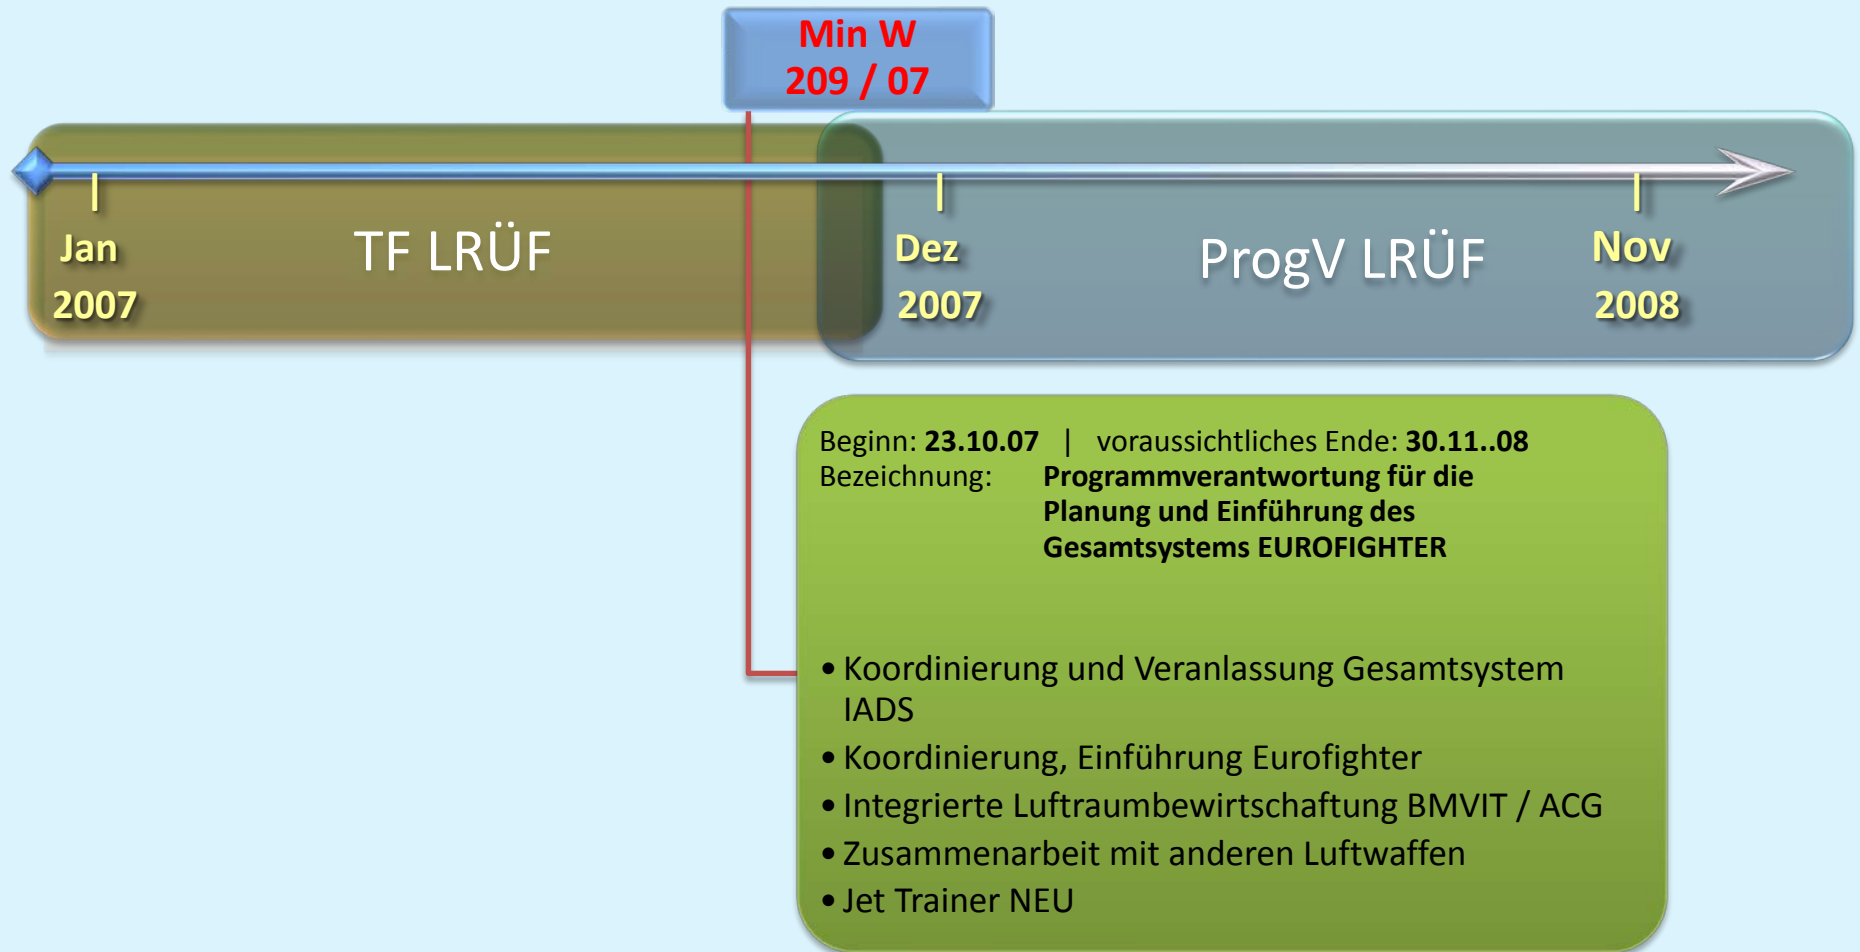 Min W
209 / 07
Jan
2007
TF LRÜF
Dez
2007
ProgV LRÜF
Nov
2008
Beginn: 23.10.07 | voraussichtliches Ende: 30.11..08
Bezeichnung: Programmverantwortung für die
Planung und Einführung des
Gesamtsystems EUROFIGHTER
• Koordinierung und Veranlassung Gesamtsystem
IADS
• Koordinierung, Einführung Eurofighter
• Integrierte Luftraumbewirtschaftung BMVIT / ACG
• Zusammenarbeit mit anderen Luftwaffen
• Jet Trainer NEU